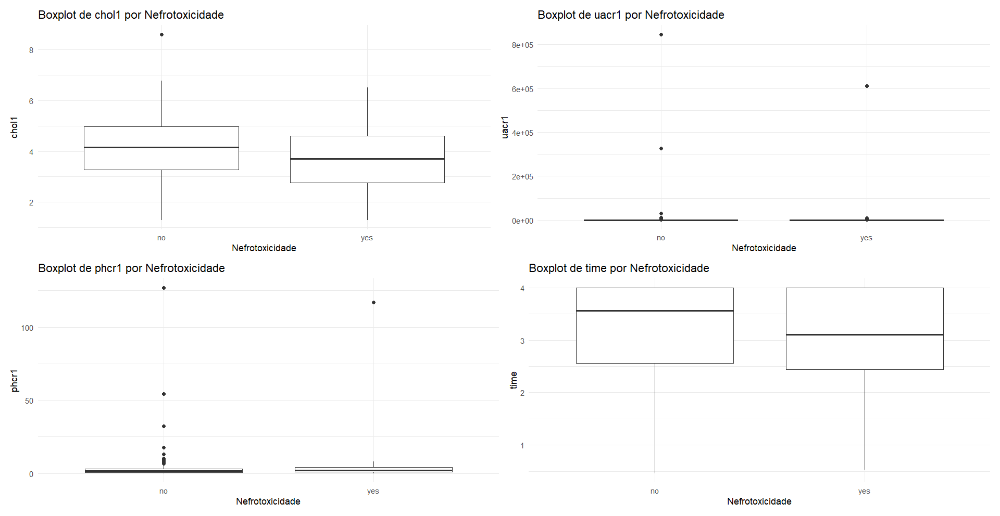 Boxplot de chol1 por Nefrotoxicidade
8
6
4
2
chol1
no
yes
Nefrotoxicidade
Boxplot de uacr1 por Nefrotoxicidade
8e+05
6e+05
4e+05
2e+05
0e+00
uacr1
no
yes
Nefrotoxicidade
Boxplot de phcr1 por Nefrotoxicidade
100
50
0
phcr1
no
yes
Nefrotoxicidade
Boxplot de time por Nefrotoxicidade
4
3
2
1
time
no
yes
Nefrotoxicidade